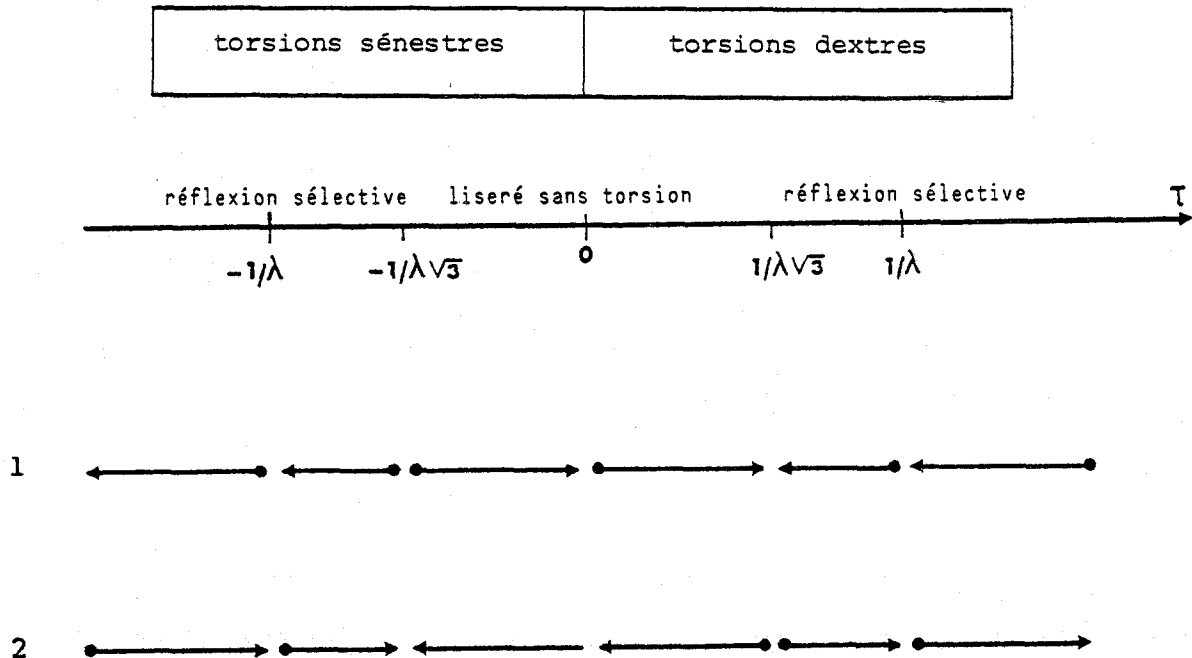 torsions sénestres torsions dextres
réflexion sélective liseré sans torsion réflexion sélective τ
-1/λ -1/λ√3 0 1/λ√3 1/λ
1
2